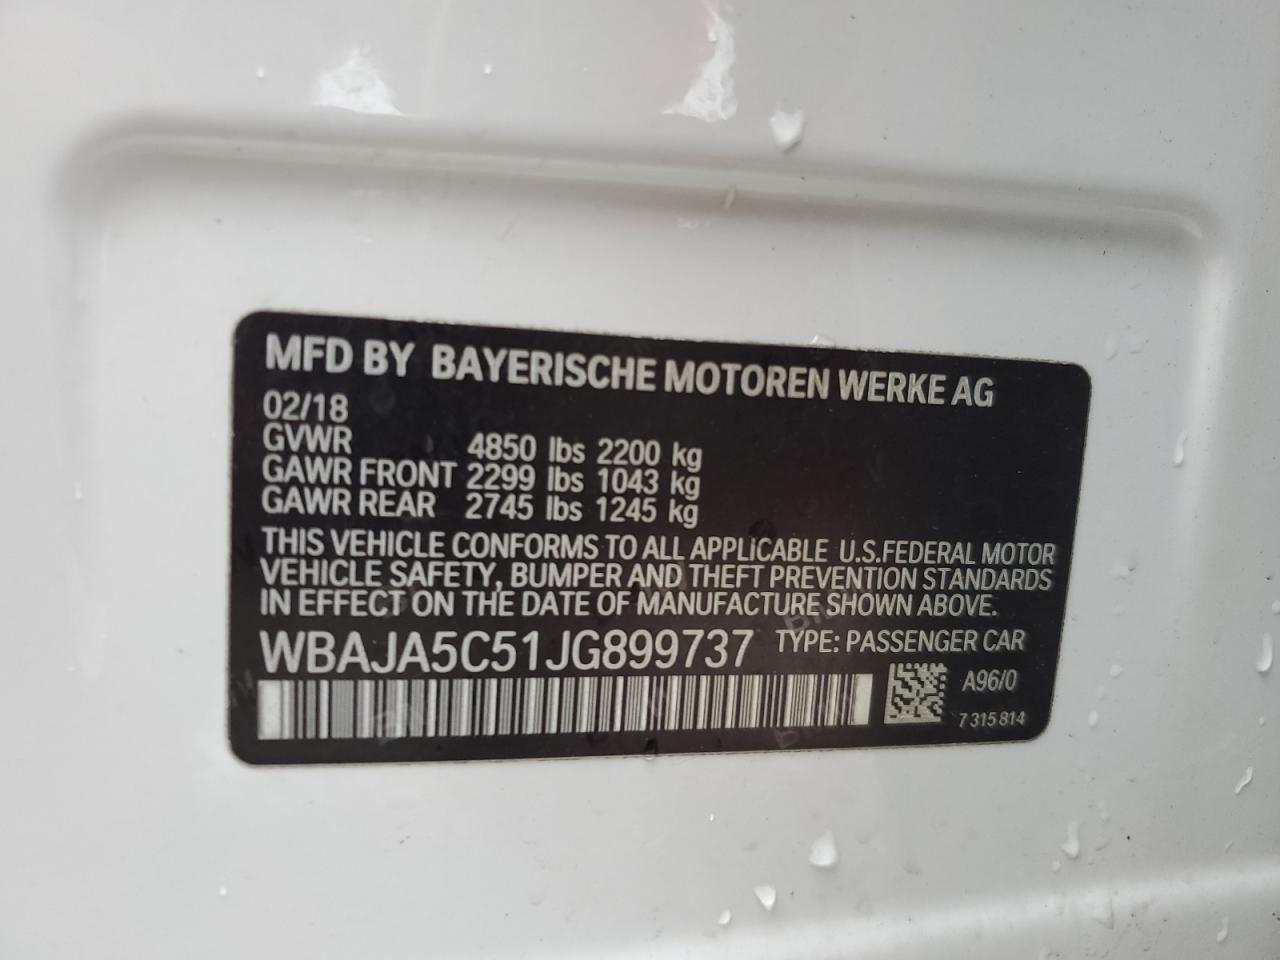 MFD BY BAYERISCHE MOTOREN WERKE AG
02/18
GVWR 4850 lbs 2200 kg
GAWR FRONT 2299 lbs 1043 kg
GAWR REAR 2745 lbs 1245 kg
THIS VEHICLE CONFORMS TO ALL APPLICABLE U.S.FEDERAL MOTOR
VEHICLE SAFETY, BUMPER AND THEFT PREVENTION STANDARDS
IN EFFECT ON THE DATE OF MANUFACTURE SHOWN ABOVE.
WBAJA5C51JG899737 TYPE: PASSENGER CAR
A96/0
7 315 814